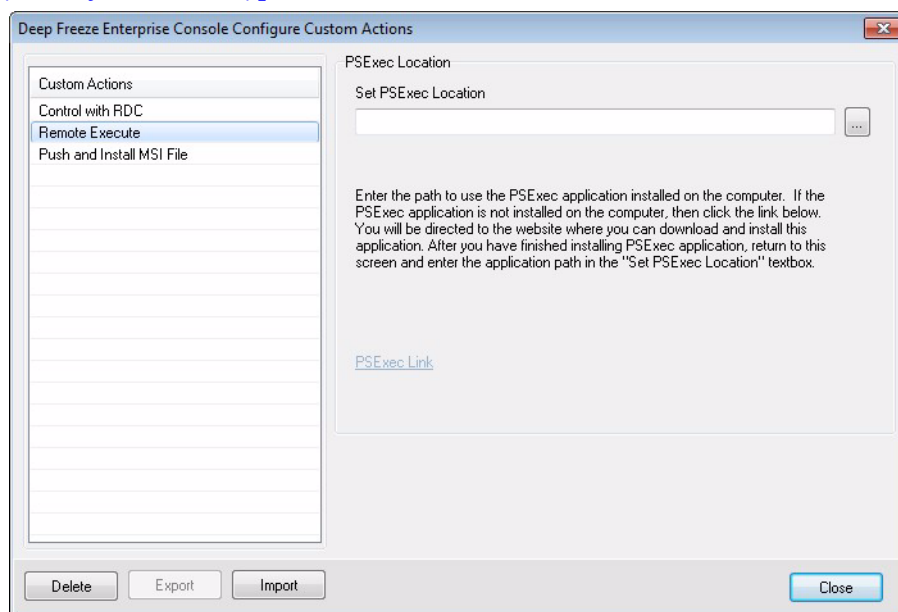 Deep Freeze Enterprise Console Configure Custom Actions
Custom Actions
Control with RDC
Remote Execute
Push and Install MSI File
PSExec Location
Set PSExec Location
...
Enter the path to use the PSExec application installed on the computer. If the
PSExec application is not installed on the computer, then click the link below.
You will be directed to the website where you can download and install this
application. After you have finished installing PSExec application, return to this
screen and enter the application path in the "Set PSExec Location" textbox.
PSExec Link
Delete
Export
Import
Close